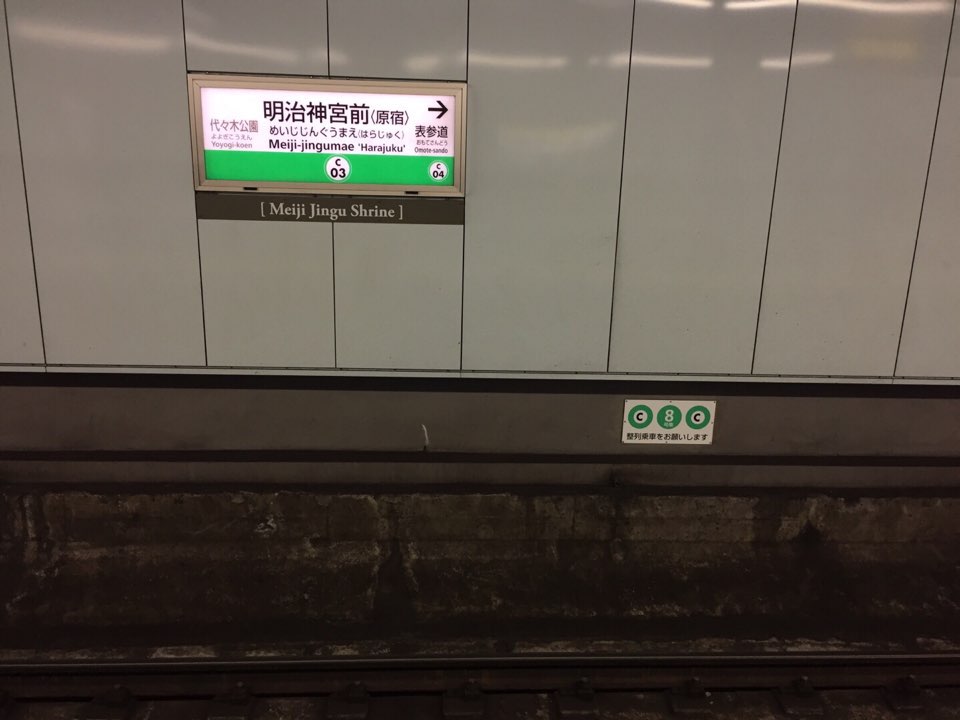 明治神宮前〈原宿〉
めいじじんぐうまえ(はらじゅく)
Meiji-jingumae 'Harajuku'
C
03
代々木公園
よよぎこうえん
Yoyogi-koen
→
表参道
おもてさんどう
Omote-sando
C
04
[ Meiji Jingu Shrine ]
C 8 C
号車
整列乗車をお願いします